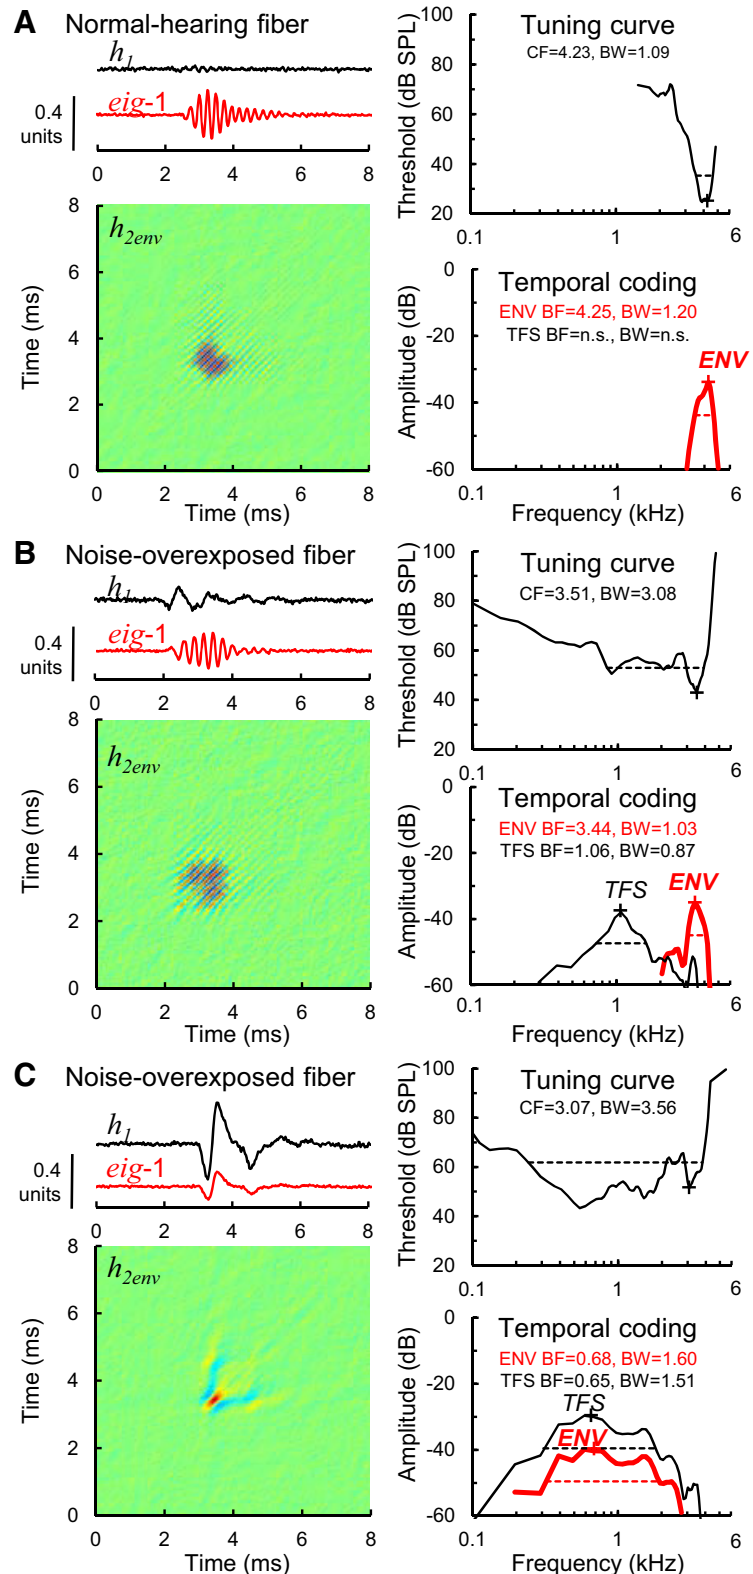 A Normal-hearing fiber
h1
eig-1
0.4
units
0 2 4 6 8
h2env
8
6
4
2
0
Time (ms)
0 2 4 6 8
Time (ms)
Tuning curve
CF=4.23, BW=1.09
100
80
60
40
20
Threshold (dB SPL)
0.1 1 6
Temporal coding
ENV BF=4.25, BW=1.20
TFS BF=n.s., BW=n.s.
ENV
0
-20
-40
-60
Amplitude (dB)
0.1 1 6
Frequency (kHz)
B Noise-overexposed fiber
h1
eig-1
0.4
units
0 2 4 6 8
h2env
8
6
4
2
0
Time (ms)
0 2 4 6 8
Time (ms)
Tuning curve
CF=3.51, BW=3.08
100
80
60
40
20
Threshold (dB SPL)
0.1 1 6
Temporal coding
ENV BF=3.44, BW=1.03
TFS BF=1.06, BW=0.87
TFS
ENV
0
-20
-40
-60
Amplitude (dB)
0.1 1 6
Frequency (kHz)
C Noise-overexposed fiber
h1
eig-1
0.4
units
0 2 4 6 8
h2env
8
6
4
2
0
Time (ms)
0 2 4 6 8
Time (ms)
Tuning curve
CF=3.07, BW=3.56
100
80
60
40
20
Threshold (dB SPL)
0.1 1 6
Temporal coding
ENV BF=0.68, BW=1.60
TFS BF=0.65, BW=1.51
TFS
ENV
0
-20
-40
-60
Amplitude (dB)
0.1 1 6
Frequency (kHz)